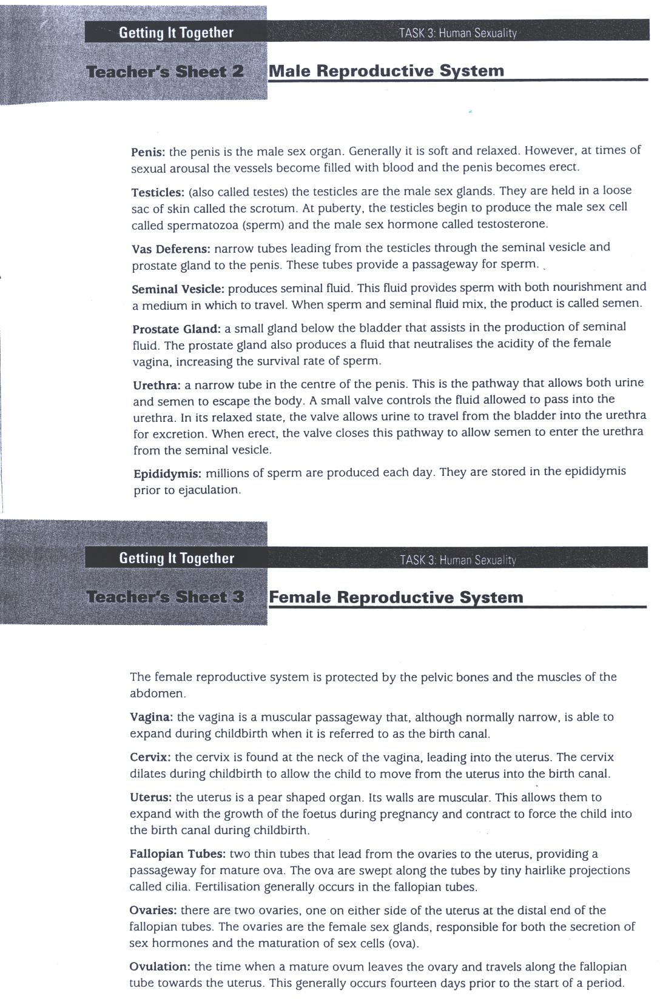 Getting It Together
TASK 3: Human Sexuality
Teacher's Sheet 2
Male Reproductive System
Penis: the penis is the male sex organ. Generally it is soft and relaxed. However, at times of
sexual arousal the vessels become filled with blood and the penis becomes erect.
Testicles: (also called testes) the testicles are the male sex glands. They are held in a loose
sac of skin called the scrotum. At puberty, the testicles begin to produce the male sex cell
called spermatozoa (sperm) and the male sex hormone called testosterone.
Vas Deferens: narrow tubes leading from the testicles through the seminal vesicle and
prostate gland to the penis. These tubes provide a passageway for sperm.
Seminal Vesicle: produces seminal fluid. This fluid provides sperm with both nourishment and
a medium in which to travel. When sperm and seminal fluid mix, the product is called semen.
Prostate Gland: a small gland below the bladder that assists in the production of seminal
fluid. The prostate gland also produces a fluid that neutralises the acidity of the female
vagina, increasing the survival rate of sperm.
Urethra: a narrow tube in the centre of the penis. This is the pathway that allows both urine
and semen to escape the body. A small valve controls the fluid allowed to pass into the
urethra. In its relaxed state, the valve allows urine to travel from the bladder into the urethra
for excretion. When erect, the valve closes this pathway to allow semen to enter the urethra
from the seminal vesicle.
Epididymis: millions of sperm are produced each day. They are stored in the epididymis
prior to ejaculation.
Getting It Together
TASK 3: Human Sexuality
Teacher's Sheet 3
Female Reproductive System
The female reproductive system is protected by the pelvic bones and the muscles of the
abdomen.
Vagina: the vagina is a muscular passageway that, although normally narrow, is able to
expand during childbirth when it is referred to as the birth canal.
Cervix: the cervix is found at the neck of the vagina, leading into the uterus. The cervix
dilates during childbirth to allow the child to move from the uterus into the birth canal.
Uterus: the uterus is a pear shaped organ. Its walls are muscular. This allows them to
expand with the growth of the foetus during pregnancy and contract to force the child into
the birth canal during childbirth.
Fallopian Tubes: two thin tubes that lead from the ovaries to the uterus, providing a
passageway for mature ova. The ova are swept along the tubes by tiny hairlike projections
called cilia. Fertilisation generally occurs in the fallopian tubes.
Ovaries: there are two ovaries, one on either side of the uterus at the distal end of the
fallopian tubes. The ovaries are the female sex glands, responsible for both the secretion of
sex hormones and the maturation of sex cells (ova).
Ovulation: the time when a mature ovum leaves the ovary and travels along the fallopian
tube towards the uterus. This generally occurs fourteen days prior to the start of a period.